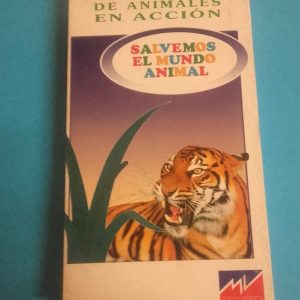 DE ANIMALES
EN ACCIÓN
SALVEMOS
EL MUNDO
ANIMAL